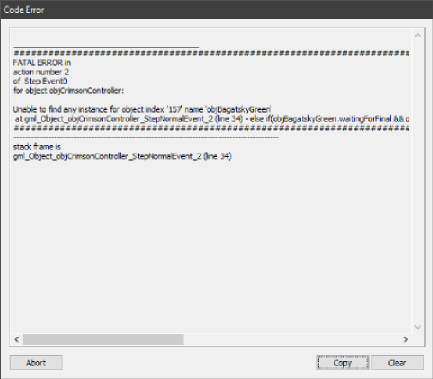 Code Error
FATAL ERROR in
action number 2
of Step Event0
for object objCrimsonController:
Unable to find any instance for object index '157' name 'objBagatskyGreen'
at gml_Object_objCrimsonController_StepNormalEvent_2 (line 34) - else if(objBagatskyGreen.waitingForFinal && o
############################################################
stack frame is
gml_Object_objCrimsonController_StepNormalEvent_2 (line 34)
Abort Copy Clear